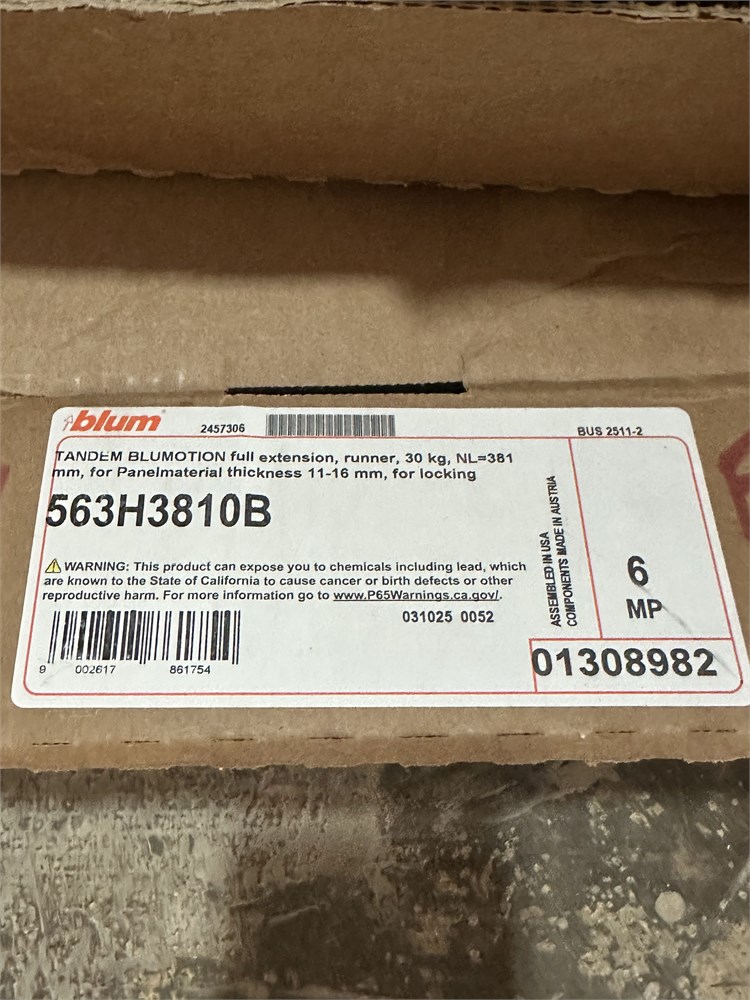 blum
2457306
BUS 2511-2
TANDEM BLUMOTION full extension, runner, 30 kg, NL=381
mm, for Panelmaterial thickness 11-16 mm, for locking
563H3810B
WARNING: This product can expose you to chemicals including lead, which
are known to the State of California to cause cancer or birth defects or other
reproductive harm. For more information go to www.P65Warnings.ca.gov/.
031025 0052
9 002617 861754
ASSEMBLED IN USA
COMPONENTS MADE IN AUSTRIA
6
MP
01308982